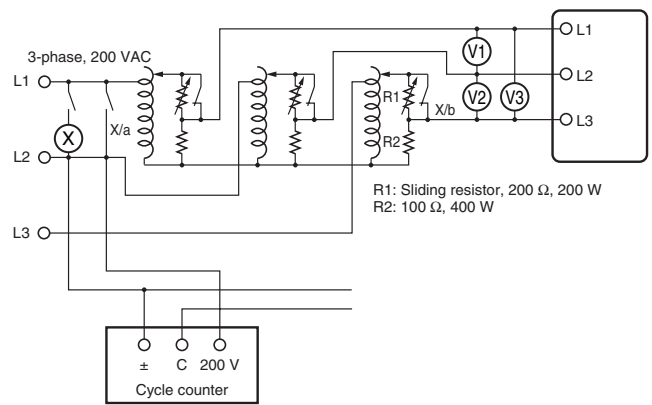 3-phase, 200 VAC
L1
X/a
X
L2
L3
R1
X/b
R2
V1
V2
V3
L1
L2
L3
R1: Sliding resistor, 200 Ω, 200 W
R2: 100 Ω, 400 W
± C 200 V
Cycle counter